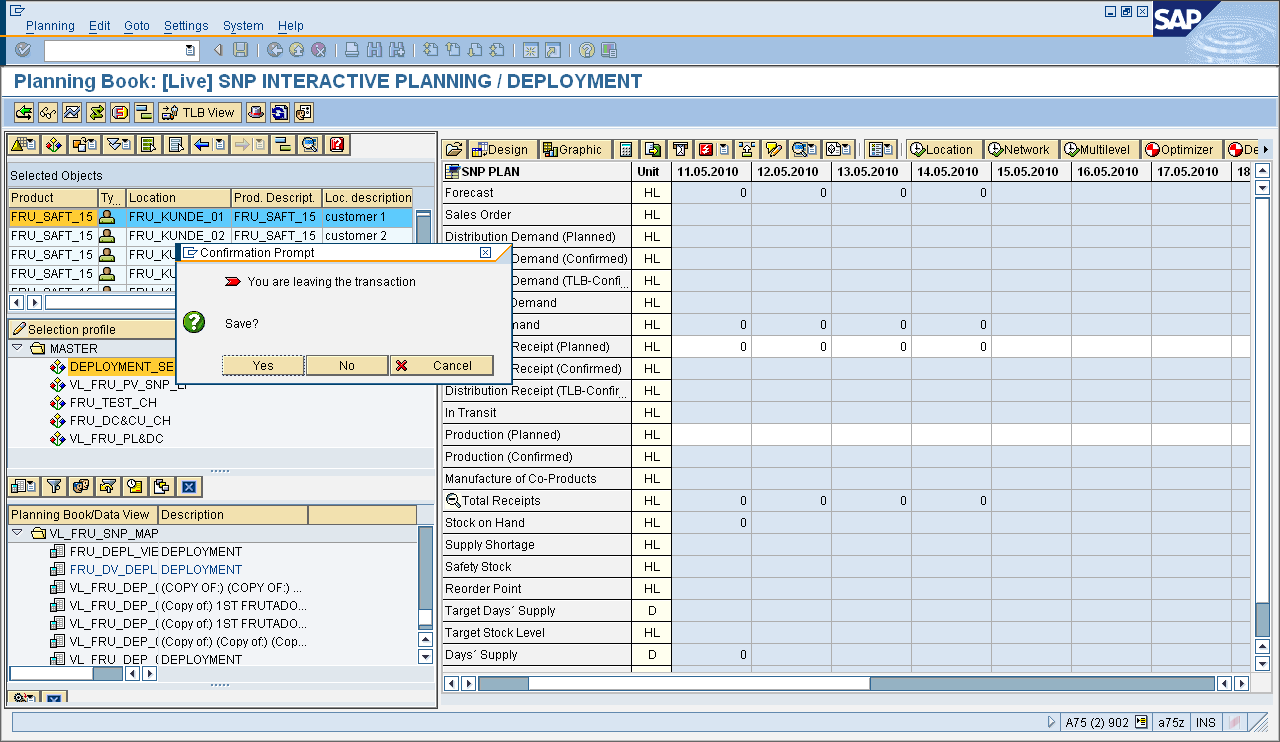 Planning Edit Goto Settings System Help
SAP
Planning Book: [Live] SNP INTERACTIVE PLANNING / DEPLOYMENT
TLB View
Design Graphic Location Network Multilevel Optimizer De
Selected Objects
Product Ty... Location Prod. Descript. Loc. description
FRU_SAFT_15 FRU_KUNDE_01 FRU_SAFT_15 customer 1
FRU_SAFT_15 FRU_KUNDE_02 FRU_SAFT_15 customer 2
FRU_SAFT_15 FRU_KU
FRU_SAFT_15 FRU_KU
Selection profile
MASTER
DEPLOYMENT_SE
VL_FRU_PV_SNP_
FRU_TEST_CH
FRU_DC&CU_CH
VL_FRU_PL&DC
Planning Book/Data View Description
VL_FRU_SNP_MAP
FRU_DEPL_VIE DEPLOYMENT
FRU_DV_DEPL DEPLOYMENT
VL_FRU_DEP_( (COPY OF:) (COPY OF:) ...
VL_FRU_DEP_( (Copy of:) 1ST FRUTADO...
VL_FRU_DEP_( (Copy of:) 1ST FRUTADO...
VL_FRU_DEP_( (Copy of:) (Copy of:) (Cop...
VL_FRU_DEP_( DEPLOYMENT
Confirmation Prompt
You are leaving the transaction
Save?
Yes No Cancel
SNP PLAN Unit 11.05.2010 12.05.2010 13.05.2010 14.05.2010 15.05.2010 16.05.2010 17.05.2010 18
Forecast HL 0 0 0 0
Sales Order HL
Distribution Demand (Planned) HL
Demand (Confirmed) HL
Demand (TLB-Confi... HL
Demand HL
mand HL 0 0 0 0
Receipt (Planned) HL 0 0 0 0
Receipt (Confirmed) HL
Distribution Receipt (TLB-Confir... HL
In Transit HL
Production (Planned) HL
Production (Confirmed) HL
Manufacture of Co-Products HL
Total Receipts HL 0 0 0 0
Stock on Hand HL 0
Supply Shortage HL
Safety Stock HL
Reorder Point HL
Target Days´ Supply D
Target Stock Level HL
Days´ Supply D 0
A75 (2) 902 a75z INS